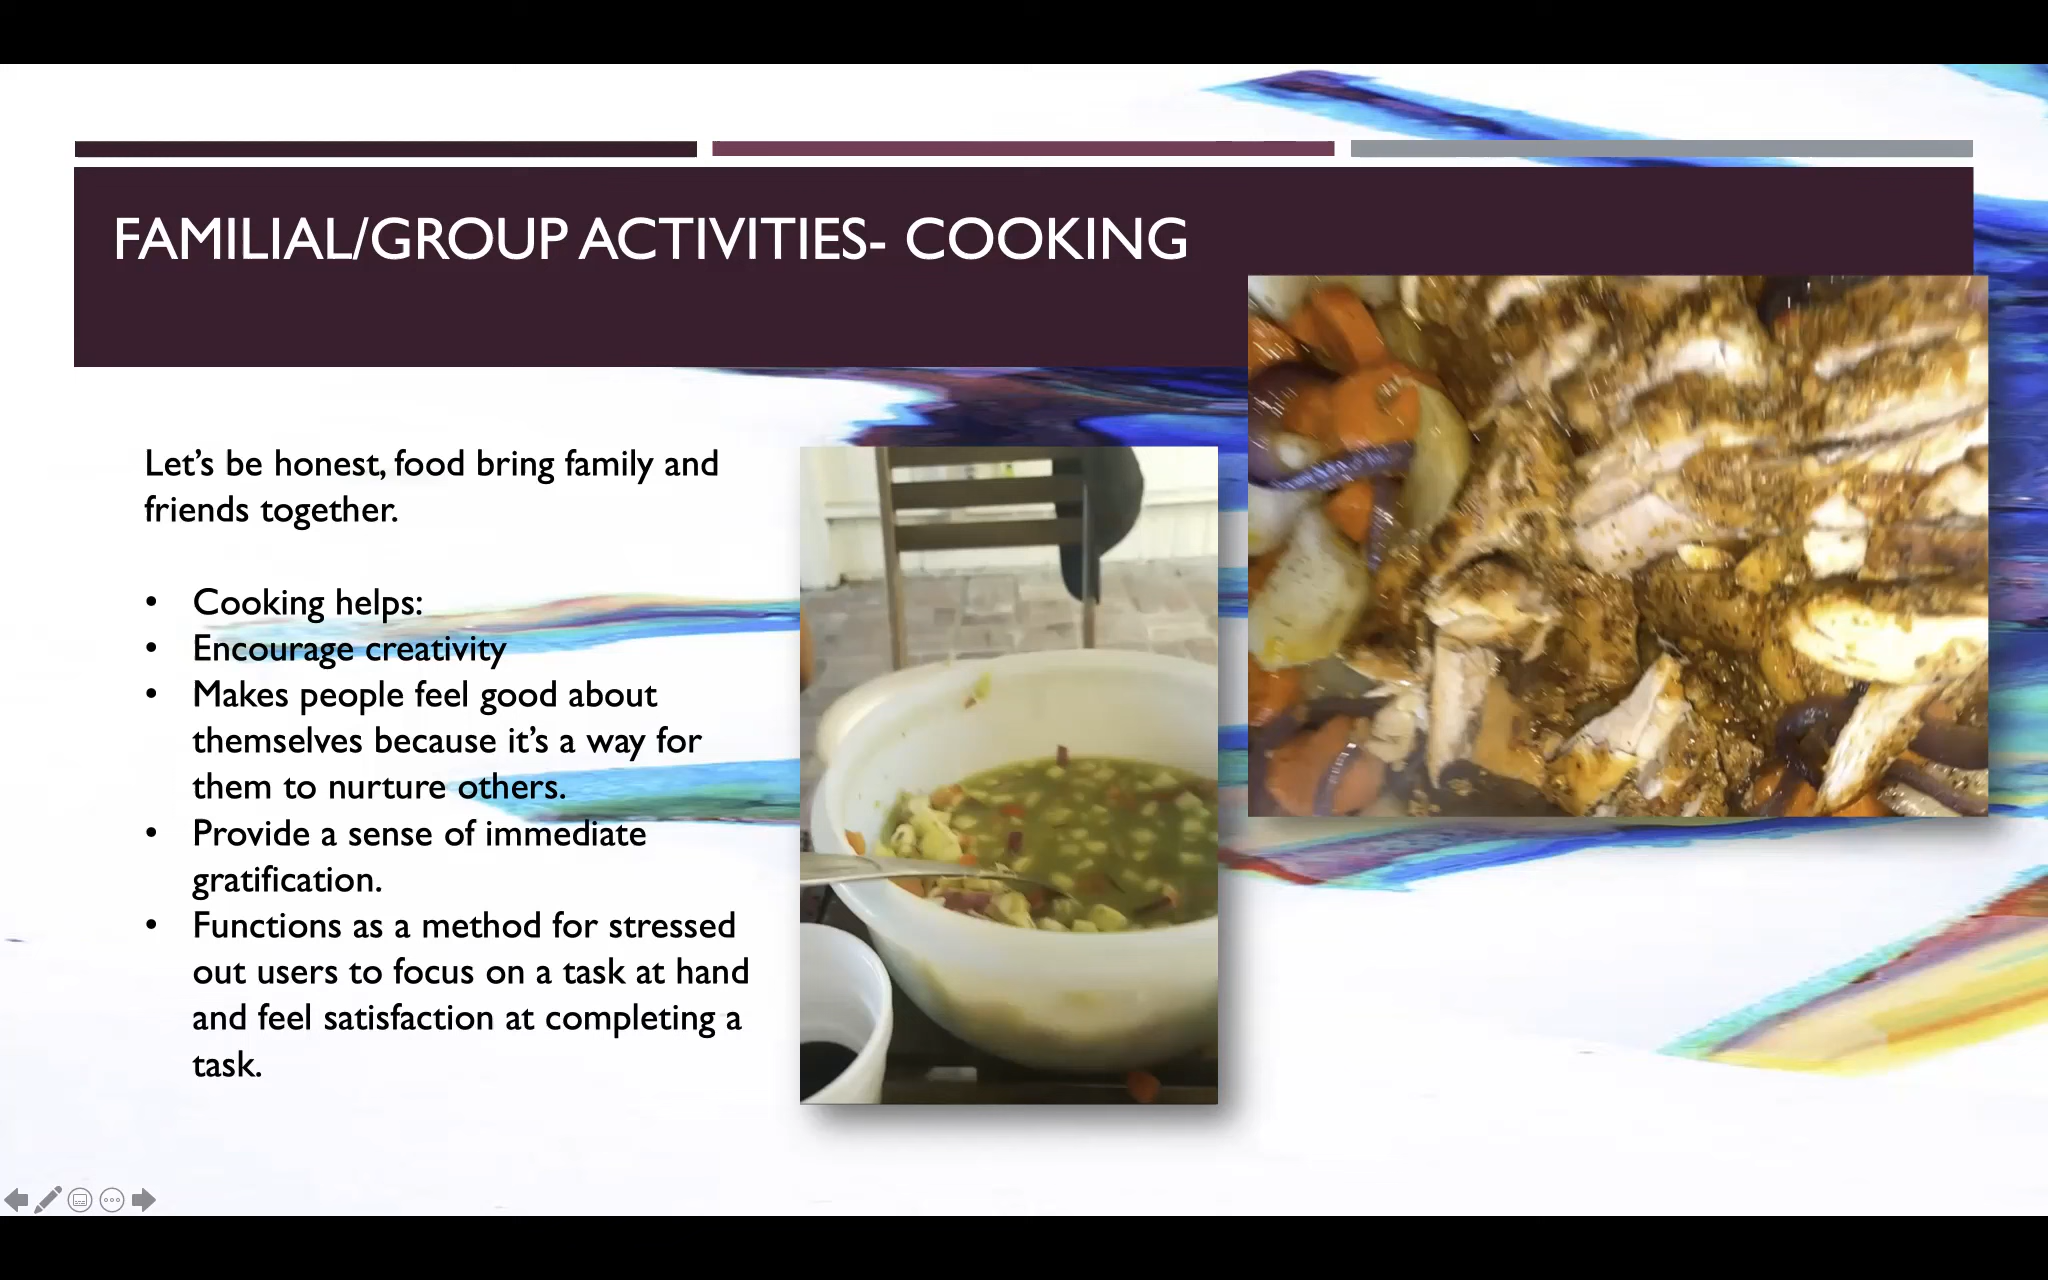 FAMILIAL/GROUP ACTIVITIES- COOKING
Let's be honest, food bring family and
friends together.
• Cooking helps:
• Encourage creativity
• Makes people feel good about
themselves because it's a way for
them to nurture others.
• Provide a sense of immediate
gratification.
• Functions as a method for stressed
out users to focus on a task at hand
and feel satisfaction at completing a
task.